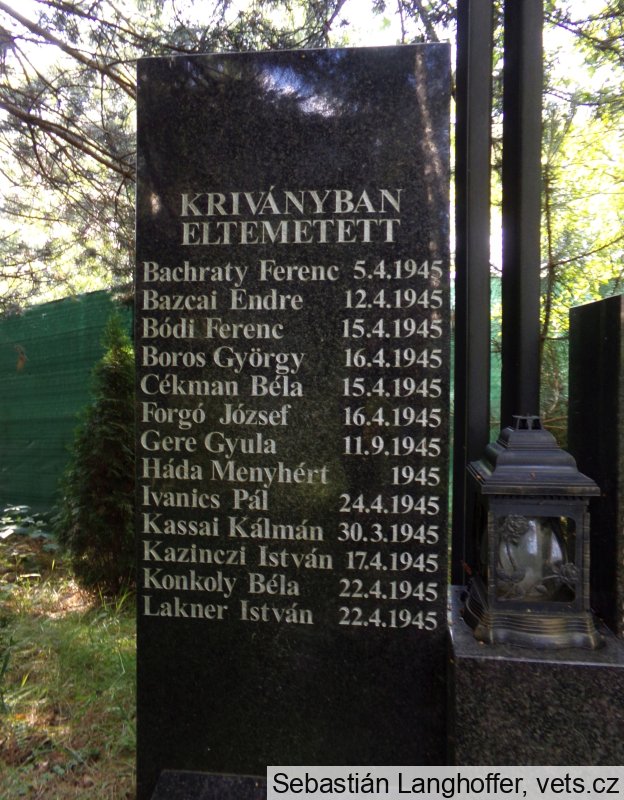 KRIVÁNYBAN
ELTEMETETT
Bachraty Ferenc 5.4.1945
Bazcai Endre 12.4.1945
Bódi Ferenc 15.4.1945
Boros György 16.4.1945
Cékman Béla 15.4.1945
Forgó József 16.4.1945
Gere Gyula 11.9.1945
Háda Menyhért 1945
Ivanics Pál 24.4.1945
Kassai Kálmán 30.3.1945
Kazinczi István 17.4.1945
Konkoly Béla 22.4.1945
Lakner István 22.4.1945
Sebastián Langhoffer, vets.cz